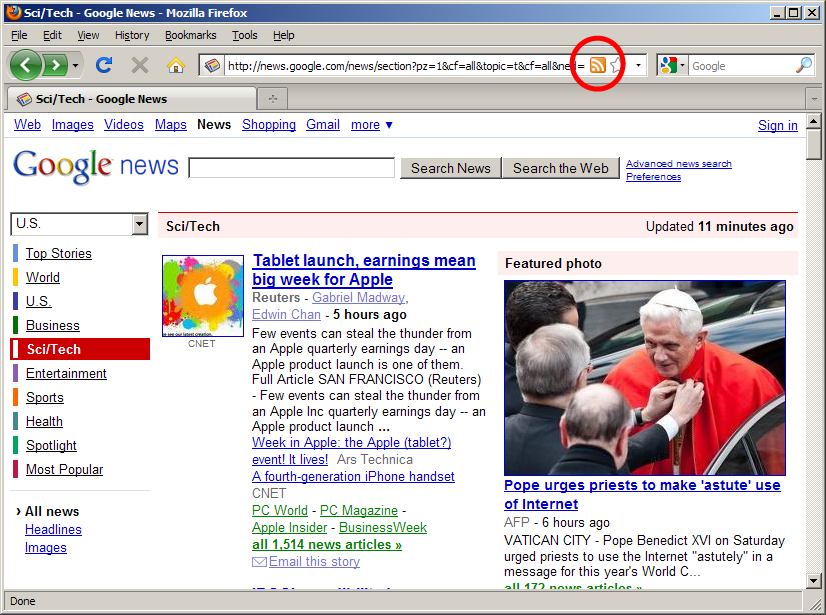 Sci/Tech - Google News - Mozilla Firefox
File Edit View History Bookmarks Tools Help
http://news.google.com/news/section?pz=1&cf=all&topic=t&cf=all&ned=
Google
Sci/Tech - Google News
Web Images Videos Maps News Shopping Gmail more ▼
Sign in
Google news
Search News
Search the Web
Advanced news search
Preferences
U.S.
Top Stories
World
U.S.
Business
Sci/Tech
Entertainment
Sports
Health
Spotlight
Most Popular
› All news
Headlines
Images
Sci/Tech
Updated 11 minutes ago
CNET
Tablet launch, earnings mean
big week for Apple
Reuters - Gabriel Madway,
Edwin Chan - 5 hours ago
Few events can steal the thunder from
an Apple quarterly earnings day -- an
Apple product launch is one of them.
Full Article SAN FRANCISCO (Reuters)
- Few events can steal the thunder from
an Apple Inc quarterly earnings day -- an
Apple product launch ...
Week in Apple: the Apple (tablet?)
event! It lives! Ars Technica
A fourth-generation iPhone handset
CNET
PC World - PC Magazine -
Apple Insider - BusinessWeek
all 1,514 news articles »
Email this story
Featured photo
Pope urges priests to make 'astute' use
of Internet
AFP - 6 hours ago
VATICAN CITY - Pope Benedict XVI on Saturday
urged priests to use the Internet "astutely" in a
message for this year's World C...
all 172 news articles »
Done